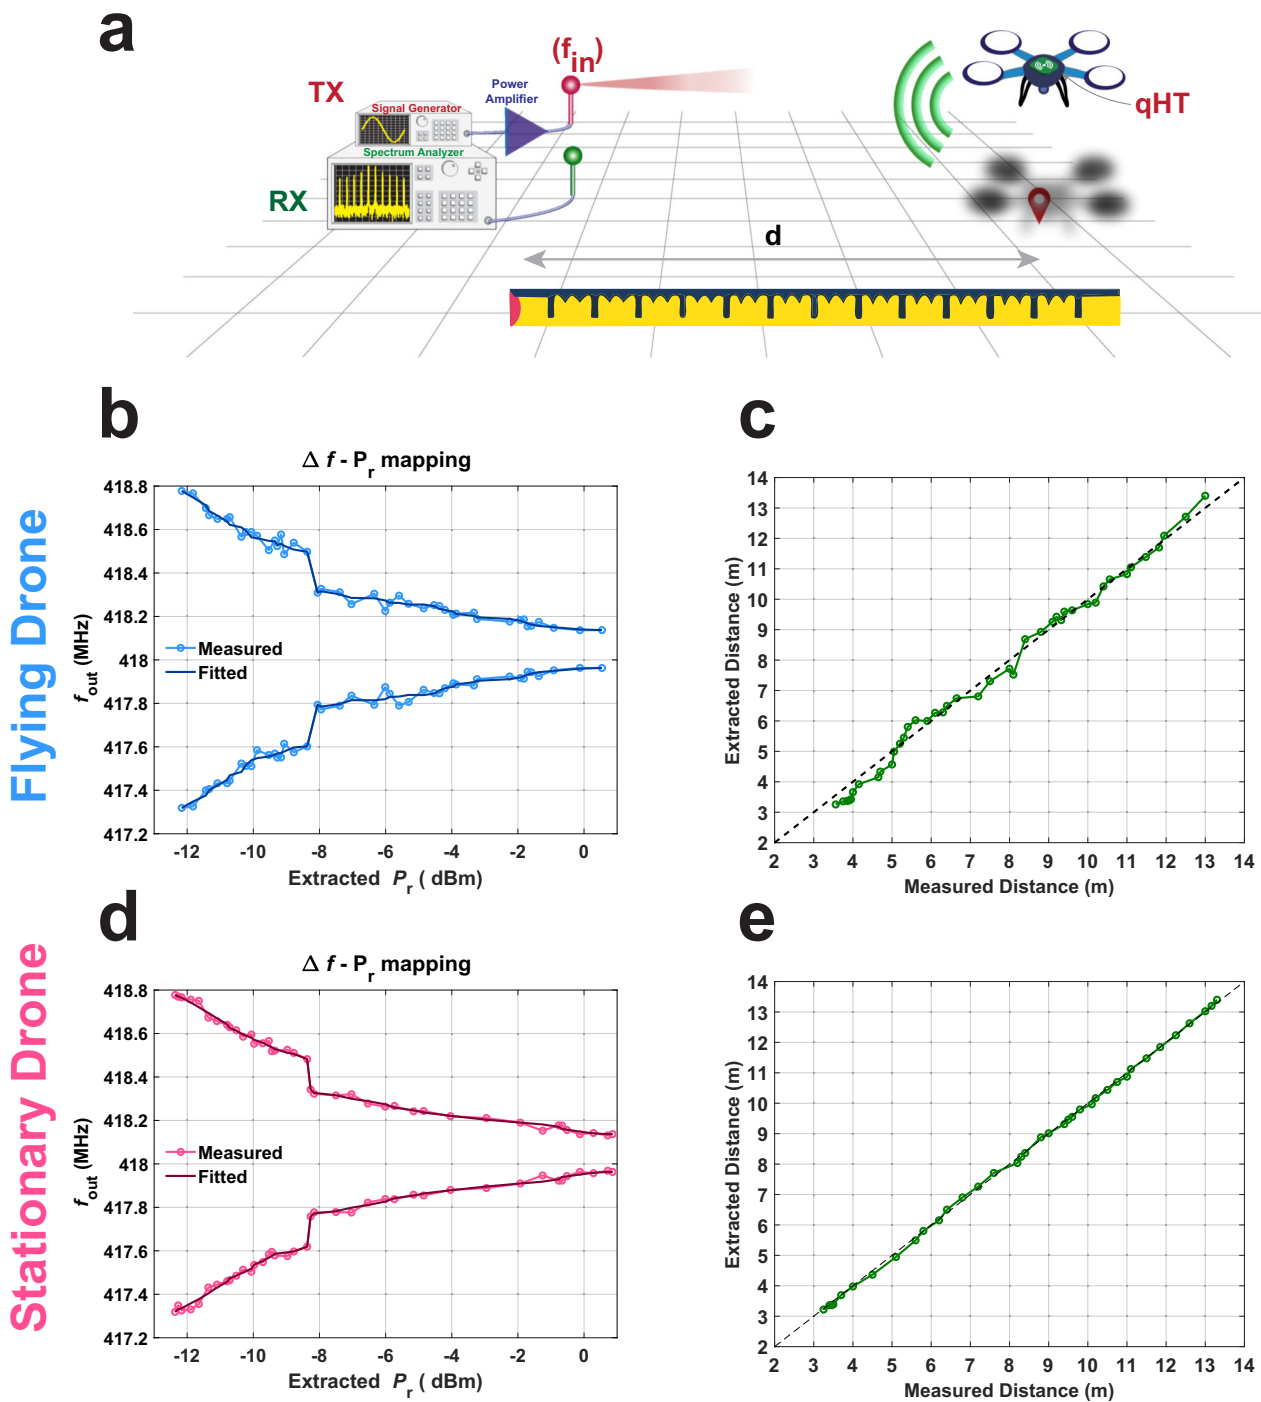 a
(f_in)
TX
Power
Amplifier
Signal Generator
Spectrum Analyzer
qHT
RX
d
Flying Drone
b
Δ f - P_r mapping
418.8
418.6
418.4
418.2
418
417.8
417.6
417.4
417.2
f_out (MHz)
Measured
Fitted
-12 -10 -8 -6 -4 -2 0
Extracted P_r ( dBm)
c
14
13
12
11
10
9
8
7
6
5
4
3
2
Extracted Distance (m)
2 3 4 5 6 7 8 9 10 11 12 13 14
Measured Distance (m)
Stationary Drone
d
Δ f - P_r mapping
418.8
418.6
418.4
418.2
418
417.8
417.6
417.4
417.2
f_out (MHz)
Measured
Fitted
-12 -10 -8 -6 -4 -2 0
Extracted P_r ( dBm)
e
14
13
12
11
10
9
8
7
6
5
4
3
2
Extracted Distance (m)
2 3 4 5 6 7 8 9 10 11 12 13 14
Measured Distance (m)